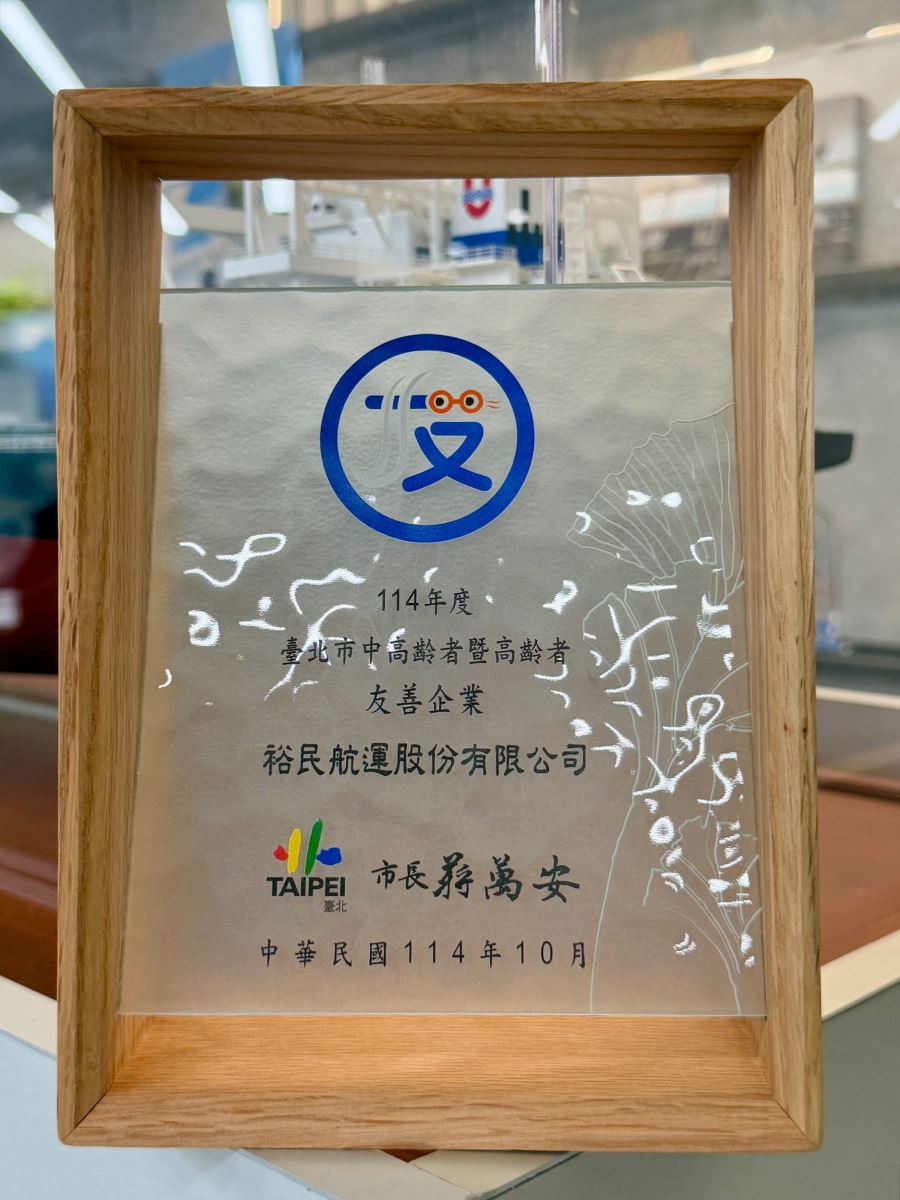 114年度
臺北市中高齡者暨高齡者
友善企業
裕民航運股份有限公司
TAIPEI
臺北
市長 蔣萬安
中華民國114年10月